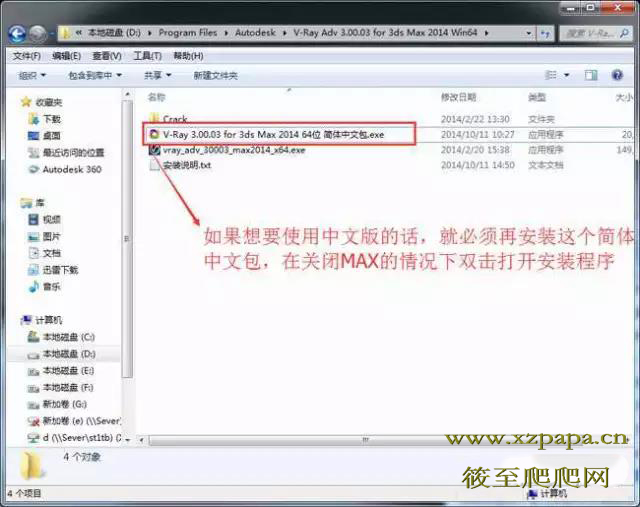 « 本地磁盘 (D:) ▸ Program Files ▸ Autodesk ▸ V-Ray Adv 3.00.03 for 3ds Max 2014 Win64 ▸
搜索 V-Ra...
文件(F) 编辑(E) 查看(V) 工具(T) 帮助(H)
组织 包含到库中 共享 新建文件夹
名称 修改日期 类型 大小
Crack 2014/2/22 13:30 文件夹
V-Ray 3.00.03 for 3ds Max 2014 64位 简体中文包.exe 2014/10/11 10:27 应用程序 20,
vray_adv_30003_max2014_x64.exe 2014/2/20 15:38 应用程序 149,
安装说明.txt 2014/10/11 14:50 文本文档
收藏夹
下载
桌面
最近访问的位置
Autodesk 360
库
视频
图片
文档
迅雷下载
音乐
计算机
本地磁盘 (C:)
本地磁盘 (D:)
本地磁盘 (E:)
本地磁盘 (F:)
新加卷 (G:)
新加卷 (e) (\\Sever
d (\\Sever\st1tb) (X
如果想要使用中文版的话，就必须再安装这个简体
中文包，在关闭MAX的情况下双击打开安装程序
4 个对象
www.xzpapa.cn
筱至爬爬网
4 个项目
计算机